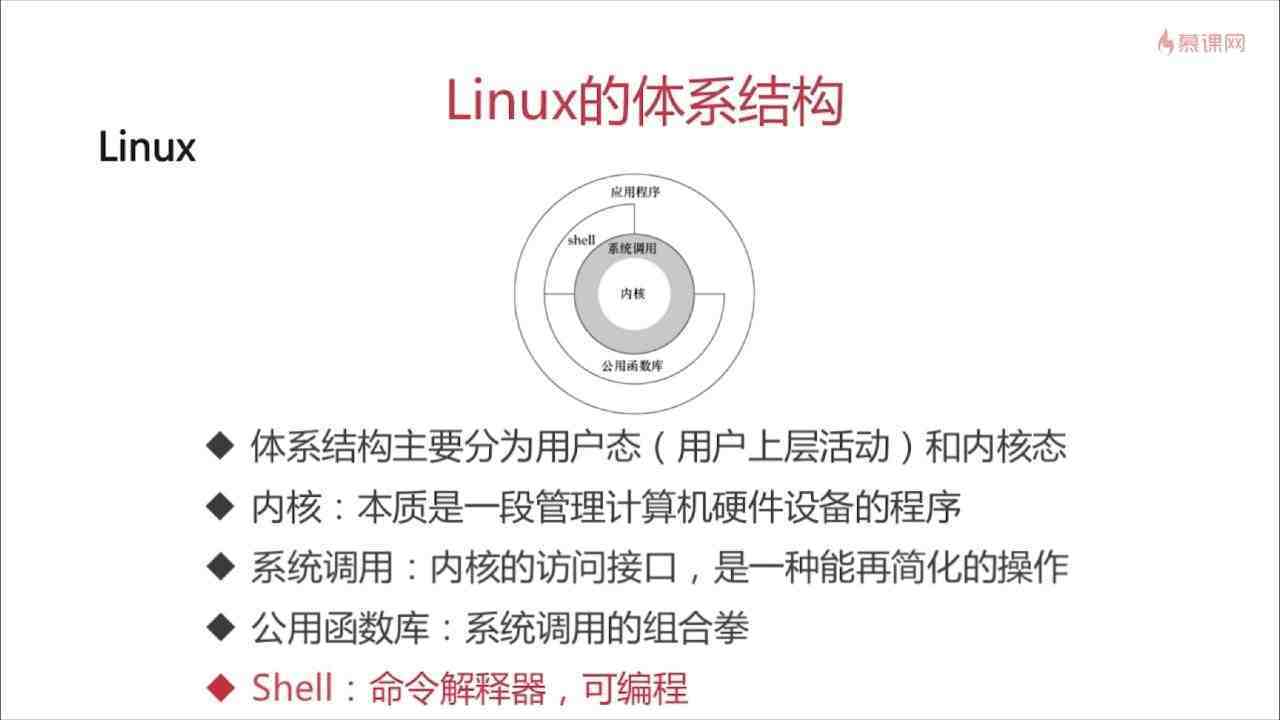 慕课网
Linux的体系结构
Linux
应用程序
shell
系统调用
内核
公用函数库
体系结构主要分为用户态（用户上层活动）和内核态
内核：本质是一段管理计算机硬件设备的程序
系统调用：内核的访问接口，是一种能再简化的操作
公用函数库：系统调用的组合拳
Shell：命令解释器，可编程